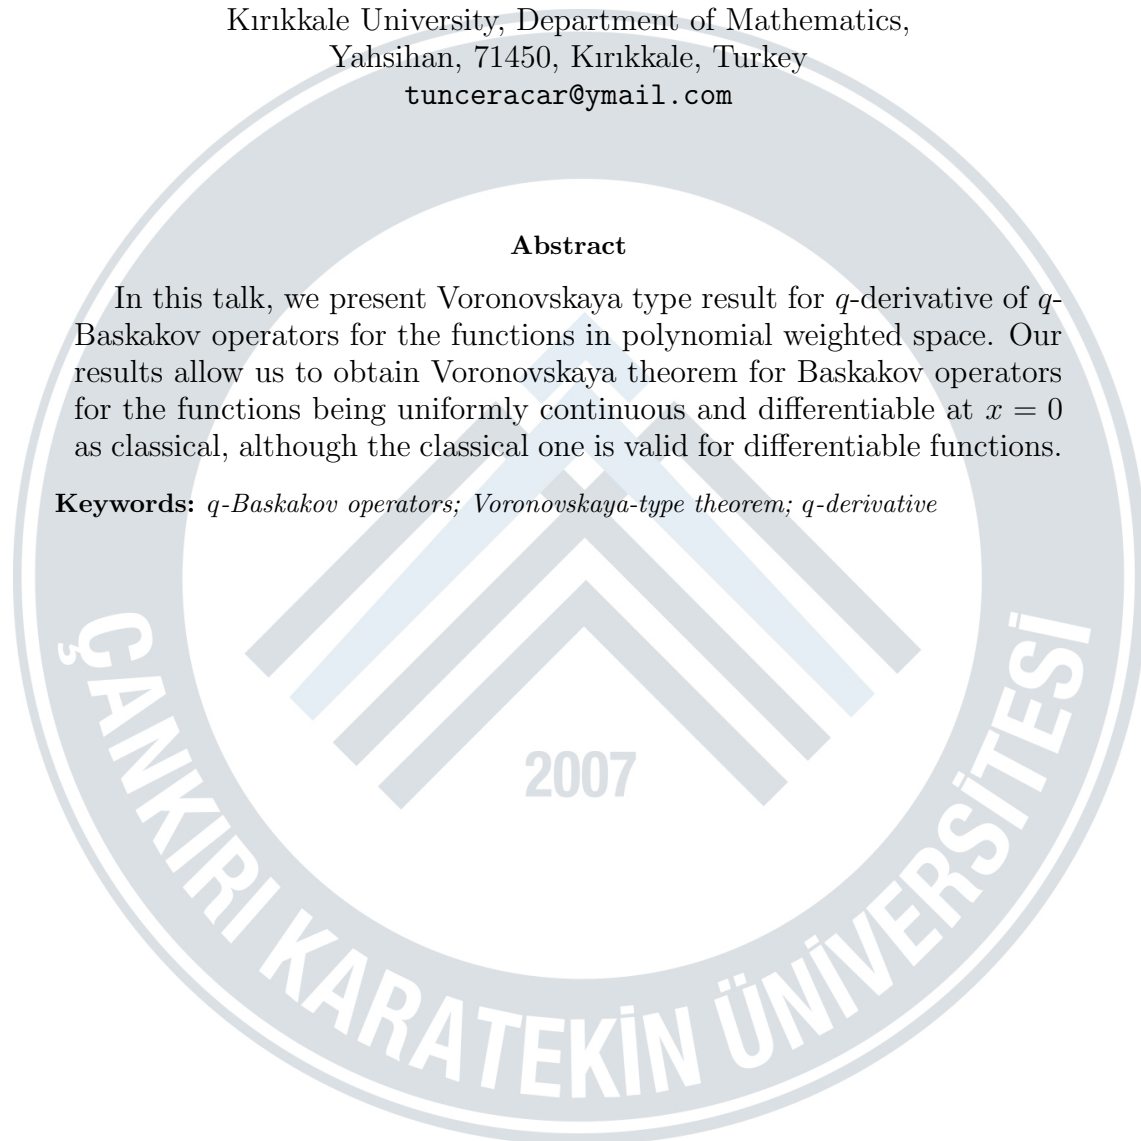 Kırıkkale University, Department of Mathematics,
Yahsihan, 71450, Kırıkkale, Turkey
tunceracar@ymail.com
Abstract
In this talk, we present Voronovskaya type result for q-derivative of q-
Baskakov operators for the functions in polynomial weighted space. Our
results allow us to obtain Voronovskaya theorem for Baskakov operators
for the functions being uniformly continuous and differentiable at x = 0
as classical, although the classical one is valid for differentiable functions.
Keywords: q-Baskakov operators; Voronovskaya-type theorem; q-derivative
2007
ÇANKIRI KARATEKİN ÜNİVERSİTESİ